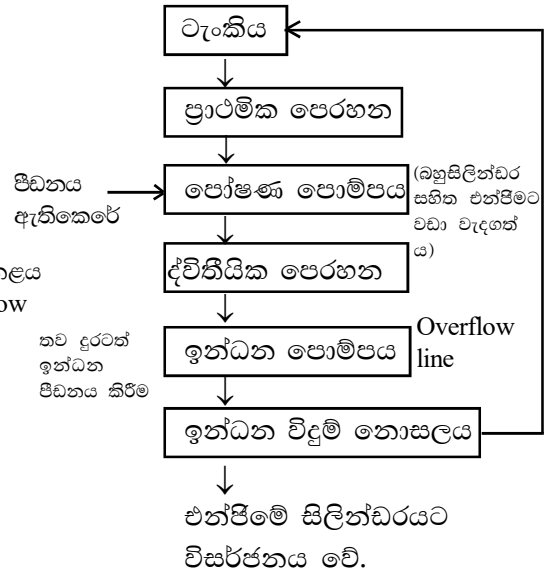 ටැංකිය
ප්‍රාථමික පෙරහන
පීඩනය
ඇතිකෙරේ
පෝෂණ පොම්පය
(බහුසිලින්ඩර
සහිත එන්ජිමට
වඩා වැදගත්
ය)
ද්විතීයික පෙරහන
තව දුරටත්
ඉන්ධන
පීඩනය කිරීම
ඉන්ධන පොම්පය
Overflow
line
ඉන්ධන විදුම් නොසලය
එන්ජිමේ සිලින්ඩරයට
විසර්ජනය වේ.